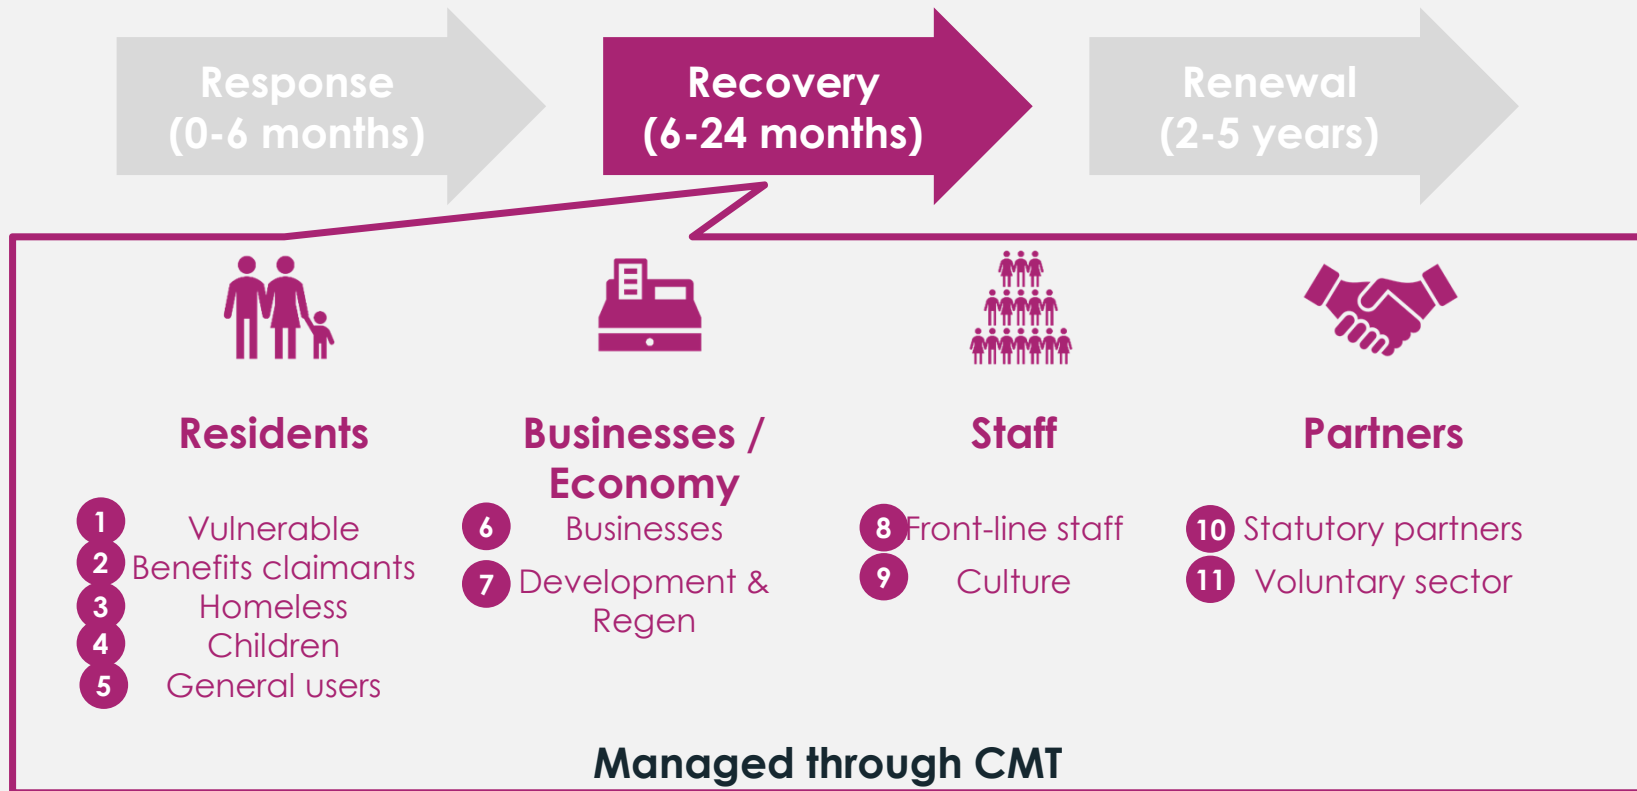 Response
(0-6 months)
Recovery
(6-24 months)
Renewal
(2-5 years)
Residents
1 Vulnerable
2 Benefits claimants
3 Homeless
4 Children
5 General users
Businesses /
Economy
6 Businesses
7 Development &
Regen
Staff
8 Front-line staff
9 Culture
Partners
10 Statutory partners
11 Voluntary sector
Managed through CMT